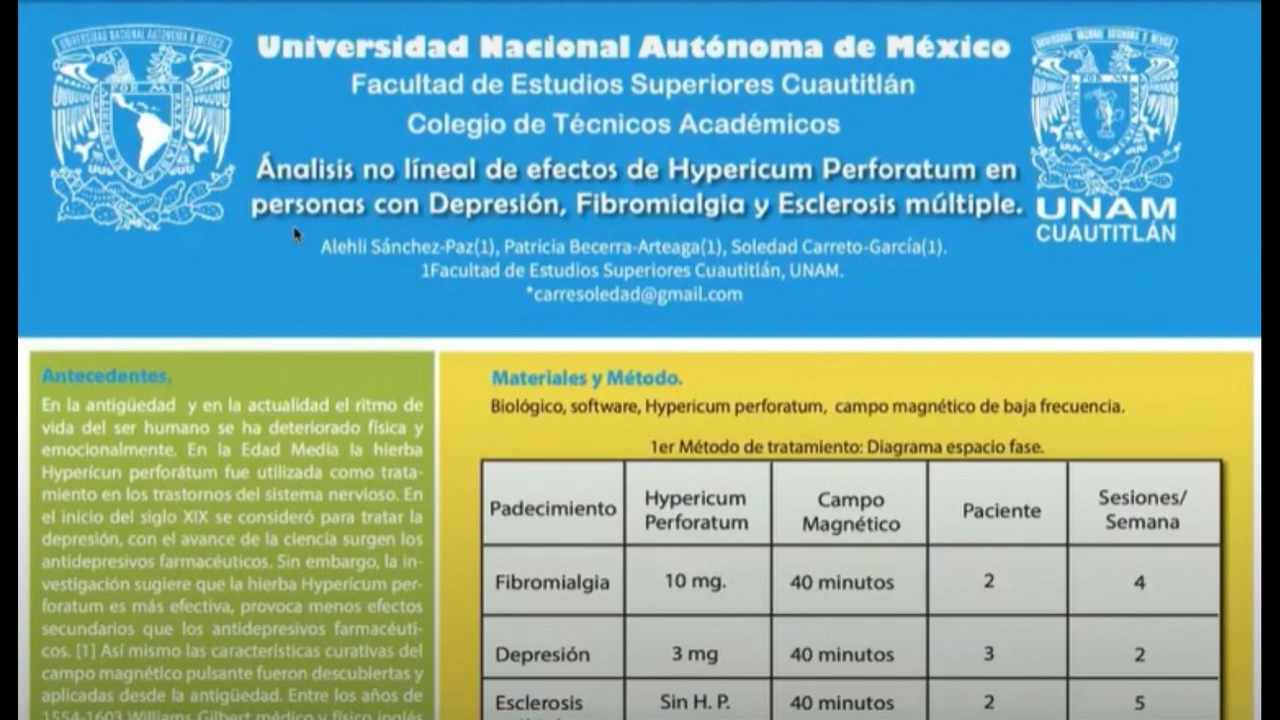 Universidad Nacional Autónoma de México
Facultad de Estudios Superiores Cuautitlán
Colegio de Técnicos Académicos
Ánalisis no líneal de efectos de Hypericum Perforatum en
personas con Depresión, Fibromialgia y Esclerosis múltiple.
UNAM
CUAUTITLÁN
Alehli Sánchez-Paz(1), Patricia Becerra-Arteaga(1), Soledad Carreto-García(1).
1Facultad de Estudios Superiores Cuautitlán, UNAM.
*carresoledad@gmail.com
Antecedentes.
En la antigüedad y en la actualidad el ritmo de
vida del ser humano se ha deteriorado física y
emocionalmente. En la Edad Media la hierba
Hypericun perforátum fue utilizada como trata-
miento en los trastornos del sistema nervioso. En
el inicio del siglo XIX se consideró para tratar la
depresión, con el avance de la ciencia surgen los
antidepresivos farmacéuticos. Sin embargo, la in-
vestigación sugiere que la hierba Hyperícum per-
foratum es más efectiva, provoca menos efectos
secundarios que los antidepresivos farmacéuti-
cos. [1] Así mismo las características curativas del
campo magnético pulsante fueron descubiertas y
aplicadas desde la antigüedad. Entre los años de
1554-1603 Williams Gilbert médico y físico inglés
Materiales y Método.
Biológico, software, Hypericum perforatum, campo magnético de baja frecuencia.
1er Método de tratamiento: Diagrama espacio fase.
Padecimiento Hypericum Perforatum Campo Magnético Paciente Sesiones/ Semana
Fibromialgia 10 mg. 40 minutos 2 4
Depresión 3 mg 40 minutos 3 2
Esclerosis Sin H. P. 40 minutos 2 5